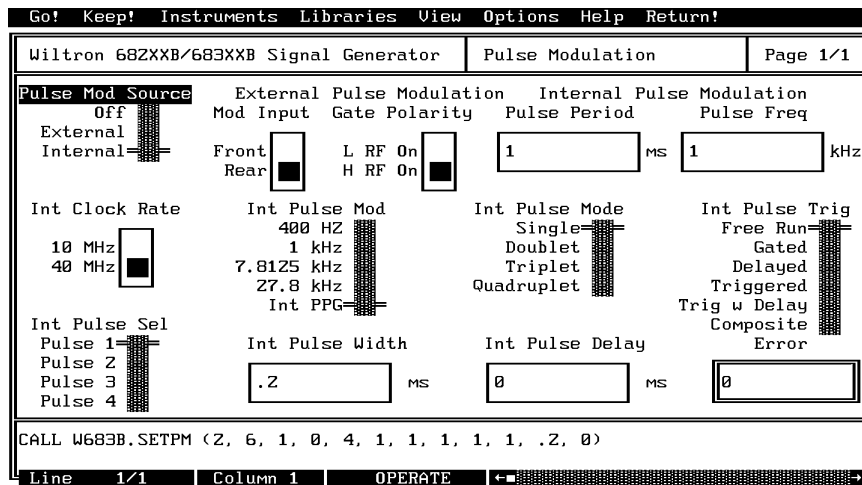 Go! Keep! Instruments Libraries View Options Help Return!
Wiltron 682XXB/683XXB Signal Generator Pulse Modulation Page 1/1
Pulse Mod Source External Pulse Modulation Internal Pulse Modulation
Off Mod Input Gate Polarity Pulse Period Pulse Freq
External
Internal Front L RF On 1 ms 1 kHz
Rear H RF On
Int Clock Rate Int Pulse Mod Int Pulse Mode Int Pulse Trig
400 HZ Single Free Run
10 MHz 1 kHz Doublet Gated
40 MHz 7.8125 kHz Triplet Delayed
27.8 kHz Quadruplet Triggered
Int PPG Trig w Delay
Int Pulse Sel Composite
Pulse 1 Int Pulse Width Int Pulse Delay Error
Pulse 2
Pulse 3 .2 ms 0 ms 0
Pulse 4
CALL W683B.SETPM (2, 6, 1, 0, 4, 1, 1, 1, 1, 1, .2, 0)
Line 1/1 Column 1 OPERATE